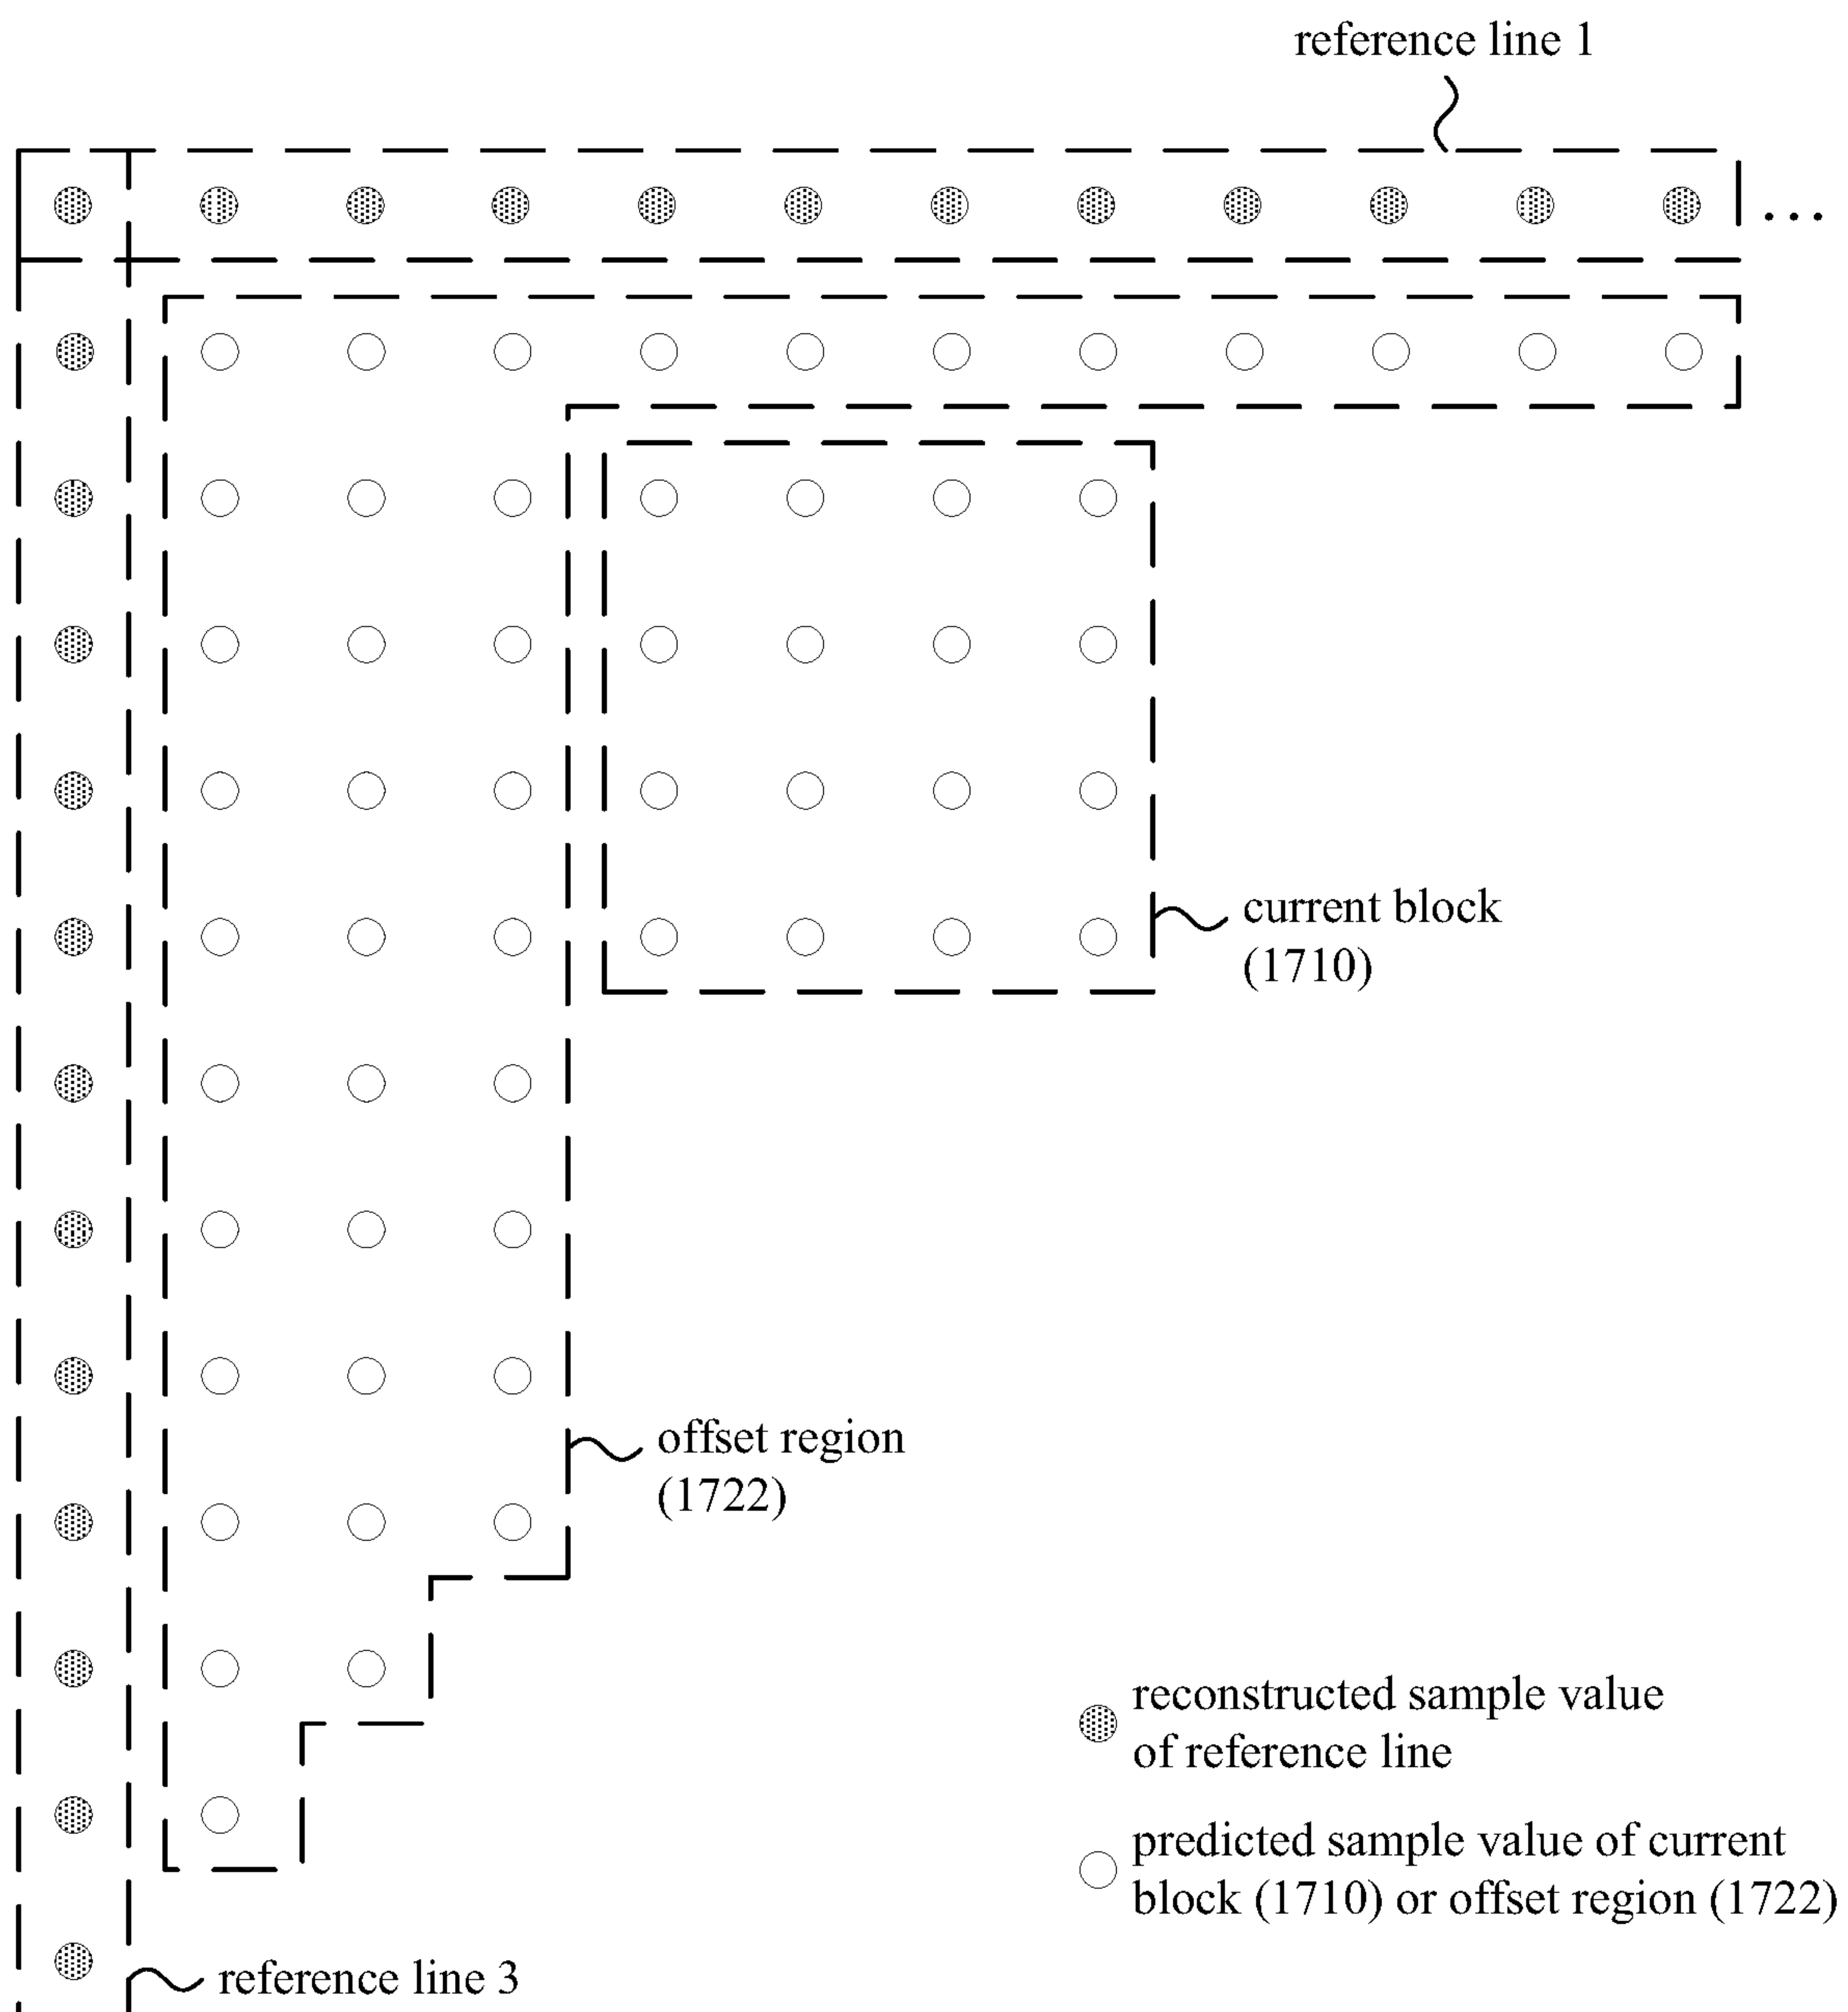 reference line 1
...
current block
(1710)
offset region
(1722)
reconstructed sample value
of reference line
predicted sample value of current
block (1710) or offset region (1722)
reference line 3